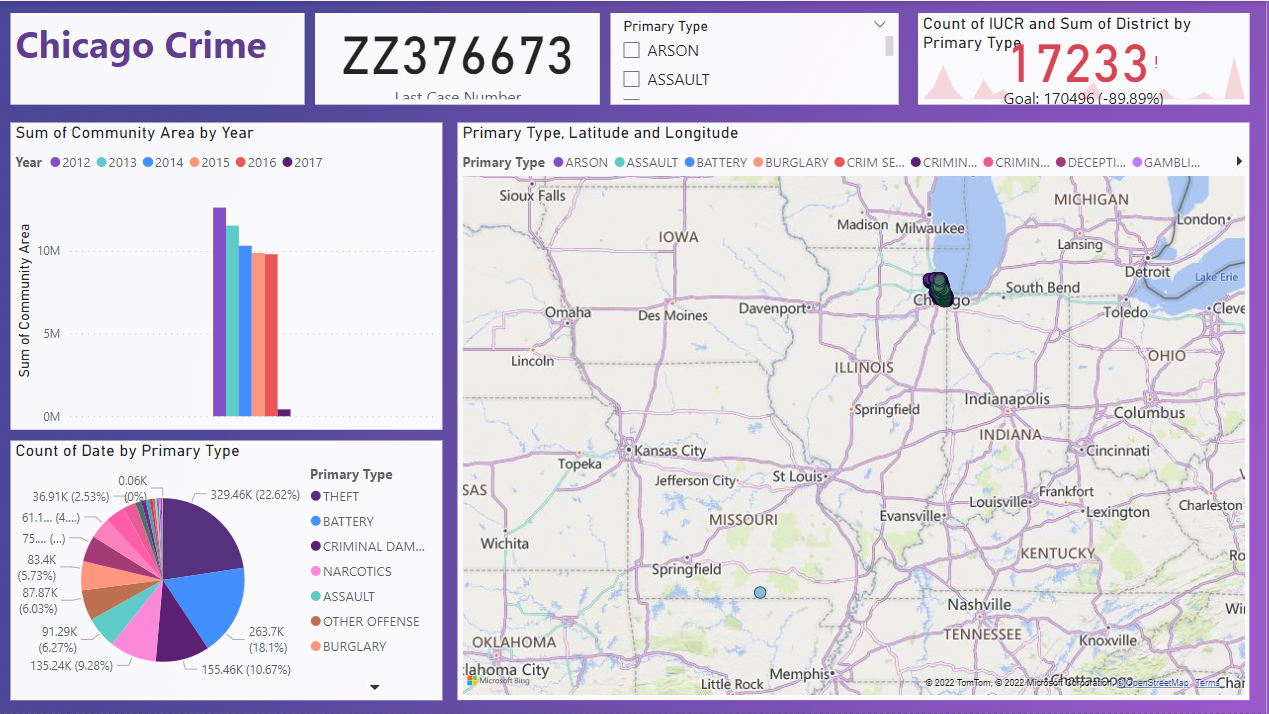 Chicago Crime
ZZ376673
Last Case Number
Primary Type
ARSON
ASSAULT
Count of IUCR and Sum of District by
Primary Type
17233!
Goal: 170496 (-89.89%)
Sum of Community Area by Year
Year 2012 2013 2014 2015 2016 2017
Sum of Community Area
10M
5M
0M
Count of Date by Primary Type
0.06K
(0%)
36.91K (2.53%)
61.1... (4....)
75.... (...)
83.4K
(5.73%)
87.87K
(6.03%)
91.29K
(6.27%)
135.24K (9.28%)
155.46K (10.67%)
263.7K
(18.1%)
329.46K (22.62%)
Primary Type
THEFT
BATTERY
CRIMINAL DAM...
NARCOTICS
ASSAULT
OTHER OFFENSE
BURGLARY
Primary Type, Latitude and Longitude
Primary Type ARSON ASSAULT BATTERY BURGLARY CRIM SE... CRIMIN... CRIMIN... DECEPTI... GAMBLI...
Sioux Falls
MICHIGAN
Madison
Milwaukee
London
IOWA
Lansing
Detroit
Lake Erie
Chicago
South Bend
Omaha
Des Moines
Davenport
Toledo
Cleve
Lincoln
ILLINOIS
OHIO
Springfield
Indianapolis
Columbus
INDIANA
Kansas City
Cincinnati
Topeka
Jefferson City
St Louis
SAS
Frankfort
Louisville
Lexington
Charleston
Evansville
MISSOURI
Wichita
KENTUCKY
Ro
Springfield
Nashville
Wi
TENNESSEE
Knoxville
OKLAHOMA
lahoma City
Memphis
Chattanooga
Char
Little Rock
Microsoft Bing
© 2022 TomTom, © 2022 Microsoft Corporation, © OpenStreetMap Terms